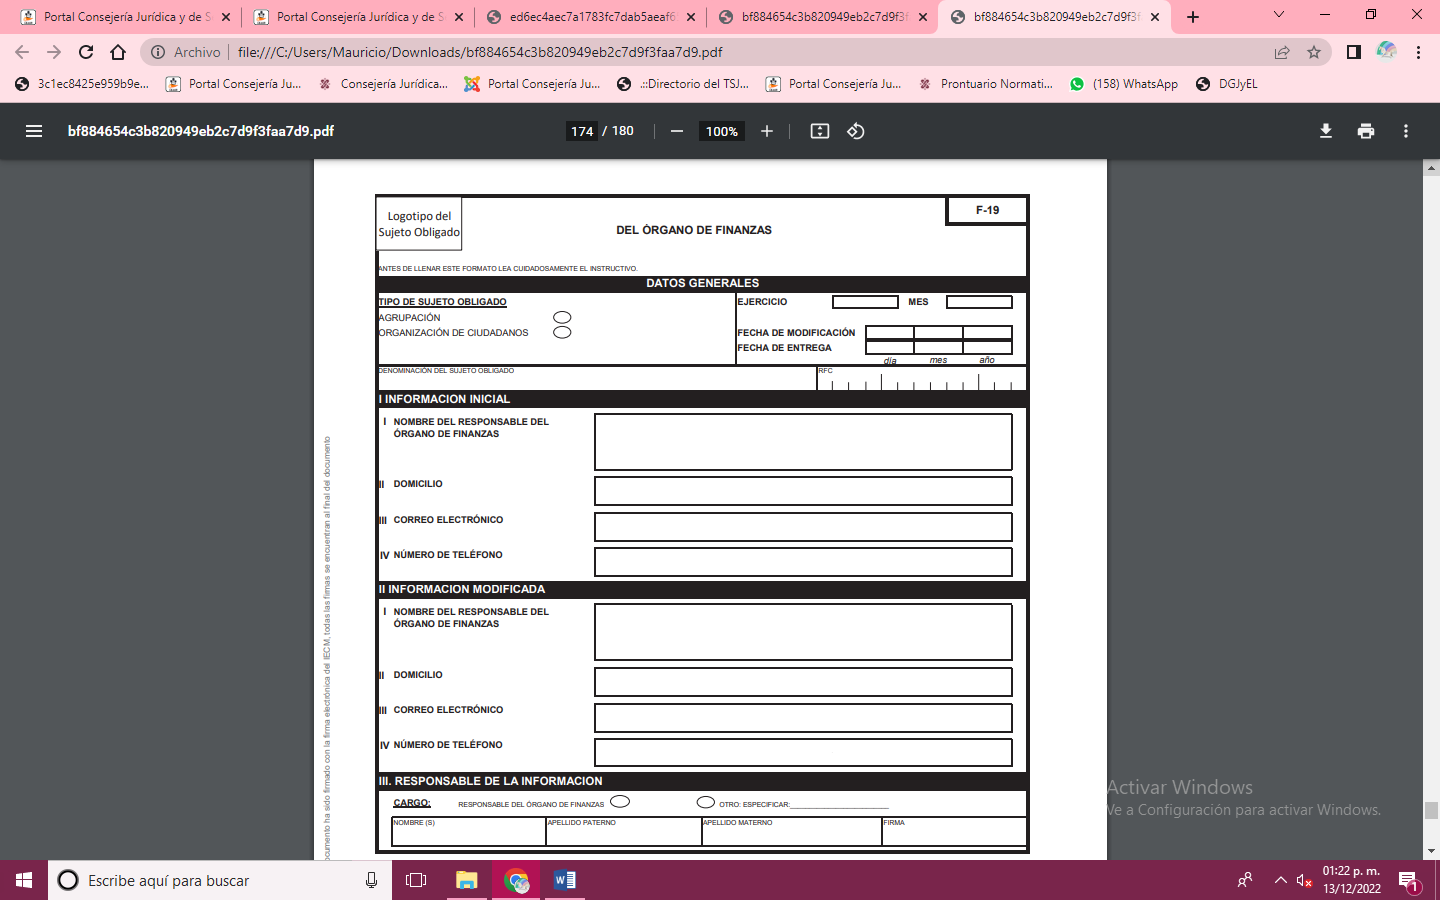 Portal Consejería Jurídica y de S
Portal Consejería Jurídica y de S
ed6ec4aec7a1783fc7dab5aeaf6
bf884654c3b820949eb2c7d9f3f
bf884654c3b820949eb2c7d9f3f
Archivo
file:///C:/Users/Mauricio/Downloads/bf884654c3b820949eb2c7d9f3faa7d9.pdf
3c1ec8425e959b9e...
Portal Consejería Ju...
Consejería Jurídica...
Portal Consejería Ju...
.::Directorio del TSJ...
Portal Consejería Ju...
Prontuario Normati...
(158) WhatsApp
DGJyEL
bf884654c3b820949eb2c7d9f3faa7d9.pdf
174 / 180
100%
Logotipo del
Sujeto Obligado
F-19
DEL ÓRGANO DE FINANZAS
ANTES DE LLENAR ESTE FORMATO LEA CUIDADOSAMENTE EL INSTRUCTIVO.
DATOS GENERALES
TIPO DE SUJETO OBLIGADO
AGRUPACIÓN
ORGANIZACIÓN DE CIUDADANOS
EJERCICIO
MES
FECHA DE MODIFICACIÓN
FECHA DE ENTREGA
día mes año
DENOMINACIÓN DEL SUJETO OBLIGADO
RFC
I INFORMACION INICIAL
I NOMBRE DEL RESPONSABLE DEL
ÓRGANO DE FINANZAS
II DOMICILIO
III CORREO ELECTRÓNICO
IV NÚMERO DE TELÉFONO
II INFORMACION MODIFICADA
I NOMBRE DEL RESPONSABLE DEL
ÓRGANO DE FINANZAS
II DOMICILIO
III CORREO ELECTRÓNICO
IV NÚMERO DE TELÉFONO
III. RESPONSABLE DE LA INFORMACION
CARGO: RESPONSABLE DEL ÓRGANO DE FINANZAS OTRO: ESPECIFICAR:
NOMBRE (S)
APELLIDO PATERNO
APELLIDO MATERNO
FIRMA
ocumento ha sido firmado con la firma electrónica del IECM, todas las firmas se encuentran al final del documento
Activar Windows
Ve a Configuración para activar Windows.
Escribe aquí para buscar
01:22 p. m.
13/12/2022
1